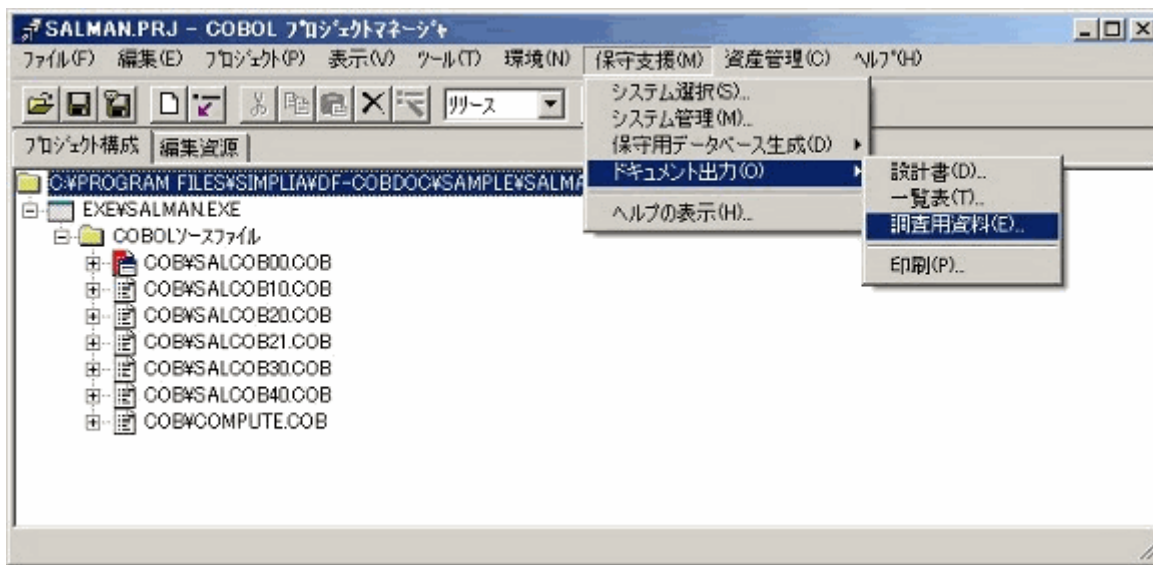 SALMAN.PRJ - COBOL ﾌﾟﾛｼﾞｪｸﾄﾏﾈｰｼﾞｬ
ﾌｧｲﾙ(F) 編集(E) ﾌﾟﾛｼﾞｪｸﾄ(P) 表示(V) ﾂｰﾙ(T) 環境(N) 保守支援(M) 資産管理(C) ﾍﾙﾌﾟ(H)
ﾘﾘｰｽ
ﾌﾟﾛｼﾞｪｸﾄ構成 編集資源
システム選択(S)...
システム管理(M)...
保守用データベース生成(D)
ドキュメント出力(O)
ヘルプの表示(H)...
設計書(D)...
一覧表(T)...
調査用資料(E)...
印刷(P)...
C:¥PROGRAM FILES¥SIMPLIA¥DF-COBDOC¥SAMPLE¥SALMA
EXE¥SALMAN.EXE
COBOLｿｰｽﾌｧｲﾙ
COB¥SALCOB00.COB
COB¥SALCOB10.COB
COB¥SALCOB20.COB
COB¥SALCOB21.COB
COB¥SALCOB30.COB
COB¥SALCOB40.COB
COB¥COMPUTE.COB